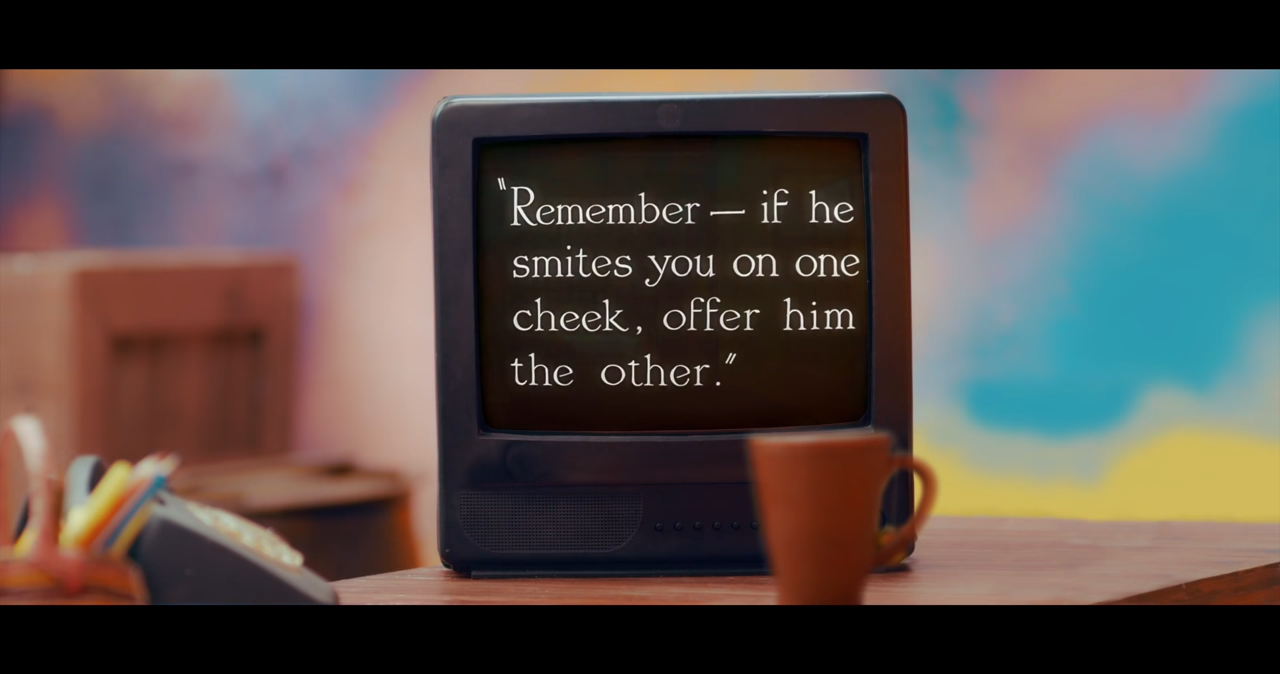 "Remember — if he
smites you on one
cheek, offer him
the other."